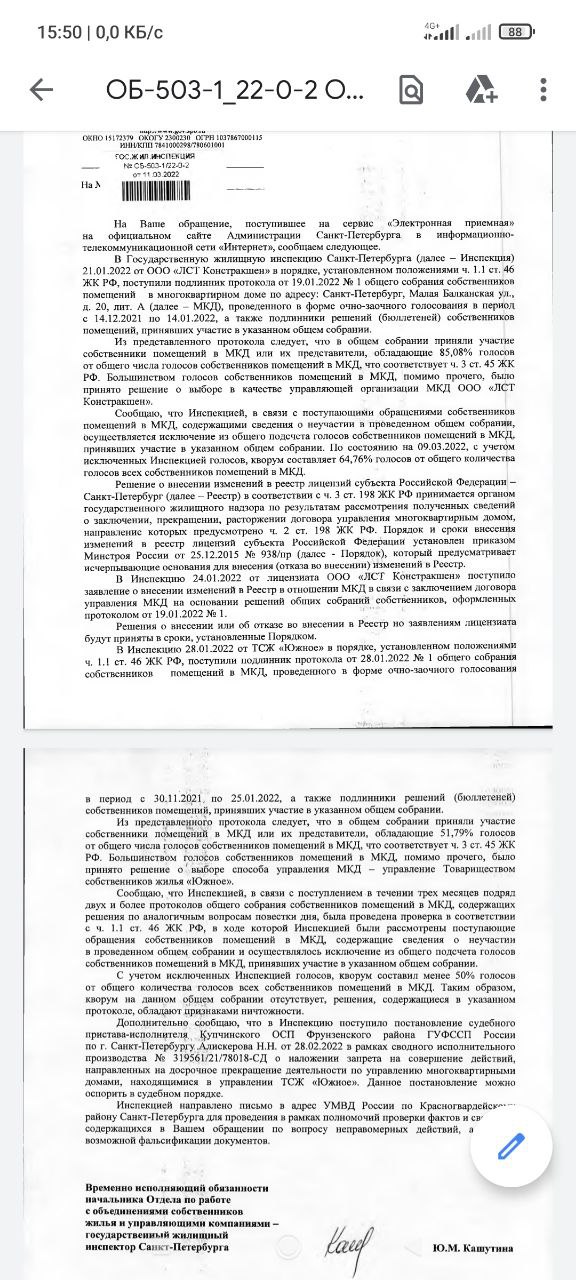 15:50 | 0,0 КБ/с
4G+
88
ОБ-503-1_22-0-2 О...
ОКПО 15172379 ОКОГУ 2300230 ОГРН 1037867000115
ИНН/КПП 7841000298/780601001
ГОС.ЖИЛ.ИНСПЕКЦИЯ
№ ОБ-503-1/22-0-2
от 11.03.2022
На №
На Ваше обращение, поступившее на сервис «Электронная приемная»
на официальном сайте Администрации Санкт-Петербурга в информационно-
телекоммуникационной сети «Интернет», сообщаем следующее.
В Государственную жилищную инспекцию Санкт-Петербурга (далее – Инспекция)
21.01.2022 от ООО «ЛСТ Констракшен» в порядке, установленном положениями ч. 1.1 ст. 46
ЖК РФ, поступили подлинник протокола от 19.01.2022 № 1 общего собрания собственников
помещений в многоквартирном доме по адресу: Санкт-Петербург, Малая Балканская ул.,
д. 20, лит. А (далее – МКД), проведенного в форме очно-заочного голосования в период
с 14.12.2021 по 14.01.2022, а также подлинники решений (бюллетеней) собственников
помещений, принявших участие в указанном общем собрании.
Из представленного протокола следует, что в общем собрании приняли участие
собственники помещений в МКД или их представители, обладающие 85,08% голосов
от общего числа голосов собственников помещений в МКД, что соответствует ч. 3 ст. 45 ЖК
РФ. Большинством голосов собственников помещений в МКД, помимо прочего, было
принято решение о выборе в качестве управляющей организации МКД ООО «ЛСТ
Констракшен».
Сообщаю, что Инспекцией, в связи с поступающими обращениями собственников
помещений в МКД, содержащими сведения о неучастии в проведенном общем собрании,
осуществляется исключение из общего подсчета голосов собственников помещений в МКД,
принявших участие в указанном общем собрании. По состоянию на 09.03.2022, с учетом
исключенных Инспекцией голосов, кворум составляет 64,76% голосов от общего количества
голосов всех собственников помещений в МКД.
Решение о внесении изменений в реестр лицензий субъекта Российской Федерации –
Санкт-Петербург (далее – Реестр) в соответствии с ч. 3 ст. 198 ЖК РФ принимается органом
государственного жилищного надзора по результатам рассмотрения полученных сведений
о заключении, прекращении, расторжении договора управления многоквартирным домом,
направление которых предусмотрено ч. 2 ст. 198 ЖК РФ. Порядок и сроки внесения
изменений в реестр лицензий субъекта Российской Федерации установлен приказом
Минстроя России от 25.12.2015 № 938/пр (далее - Порядок), который предусматривает
исчерпывающие основания для внесения (отказа во внесении) изменений в Реестр.
В Инспекцию 24.01.2022 от лицензиата ООО «ЛСТ Констракшен» поступило
заявление о внесении изменений в Реестр в отношении МКД в связи с заключением договора
управления МКД на основании решений общих собраний собственников, оформленных
протоколом от 19.01.2022 № 1.
Решения о внесении или об отказе во внесении в Реестр по заявлениям лицензиата
будут приняты в сроки, установленные Порядком.
В Инспекцию 28.01.2022 от ТСЖ «Южное» в порядке, установленном положениями
ч. 1.1 ст. 46 ЖК РФ, поступили подлинник протокола от 28.01.2022 № 1 общего собрания
собственников помещений в МКД, проведенного в форме очно-заочного голосования
в период с 30.11.2021 по 25.01.2022, а также подлинники решений (бюллетеней)
собственников помещений, принявших участие в указанном общем собрании.
Из представленного протокола следует, что в общем собрании приняли участие
собственники помещений в МКД или их представители, обладающие 51,79% голосов
от общего числа голосов собственников помещений в МКД, что соответствует ч. 3 ст. 45 ЖК
РФ. Большинством голосов собственников помещений в МКД, помимо прочего, было
принято решение о выборе способа управления МКД – управление Товариществом
собственников жилья «Южное».
Сообщаю, что Инспекцией, в связи с поступлением в течении трех месяцев подряд
двух и более протоколов общего собрания собственников помещений в МКД, содержащих
решения по аналогичным вопросам повестки дня, была проведена проверка в соответствии
с ч. 1.1 ст. 46 ЖК РФ, в ходе которой Инспекцией были рассмотрены поступающие
обращения собственников помещений в МКД, содержащие сведения о неучастии
в проведенном общем собрании и осуществлялось исключение из общего подсчета голосов
собственников помещений в МКД, принявших участие в указанном общем собрании.
С учетом исключенных Инспекцией голосов, кворум составил менее 50% голосов
от общего количества голосов всех собственников помещений в МКД. Таким образом,
кворум на данном общем собрании отсутствует, решения, содержащиеся в указанном
протоколе, обладают признаками ничтожности.
Дополнительно сообщаю, что в Инспекцию поступило постановление судебного
пристава-исполнителя Купчинского ОСП Фрунзенского района ГУФССП России
по г. Санкт-Петербургу Алискерова Н.Н. от 28.02.2022 в рамках сводного исполнительного
производства № 319561/21/78018-СД о наложении запрета на совершение действий,
направленных на досрочное прекращение деятельности по управлению многоквартирными
домами, находящимися в управлении ТСЖ «Южное». Данное постановление можно
оспорить в судебном порядке.
Инспекцией направлено письмо в адрес УМВД России по Красногвардейскому
району Санкт-Петербурга для проведения в рамках полномочий проверки фактов и
содержащихся в Вашем обращении по вопросу неправомерных действий, а
возможной фальсификации документов.
Временно исполняющий обязанности
начальника Отдела по работе
с объединениями собственников
жилья и управляющими компаниями –
государственный жилищный
инспектор Санкт-Петербурга
Ю.М. Кашутина